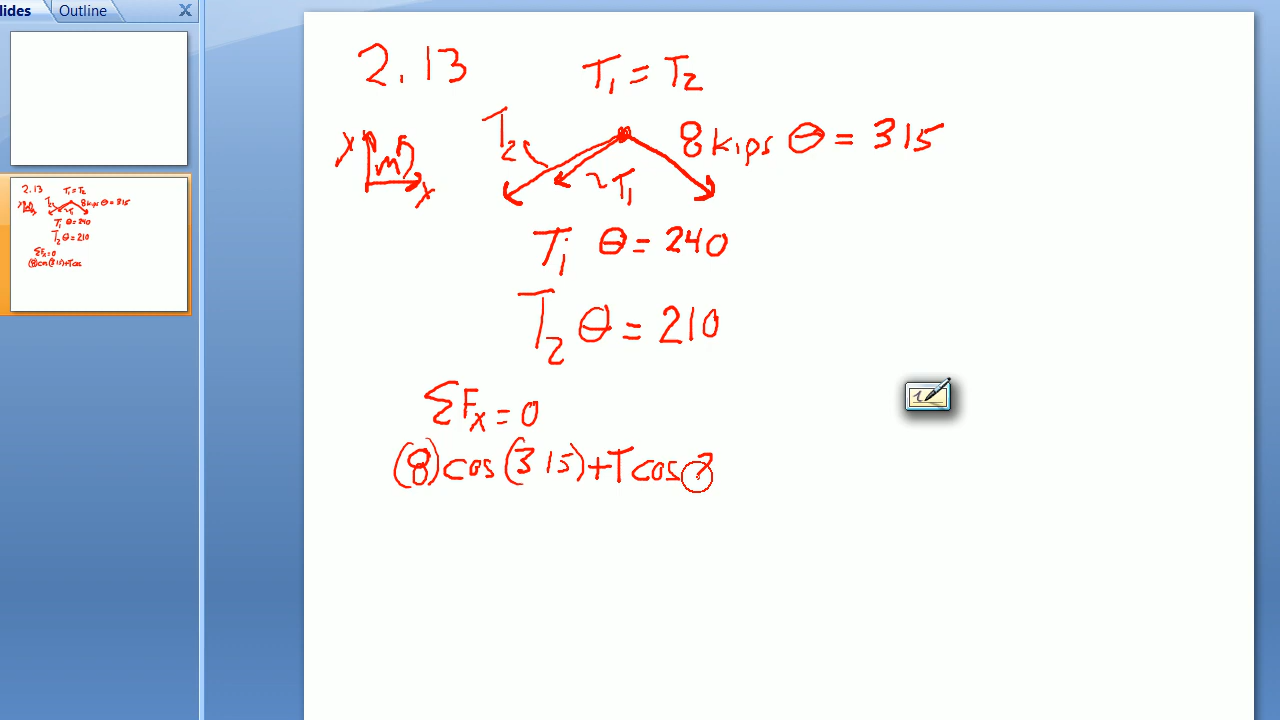 lides Outline
2.13
T₁ = T₂
T₂
8 kips θ = 315
T₁
y
M
x
T₁ θ = 240
T₂ θ = 210
ΣFₓ = 0
(8)cos(315)+Tcos